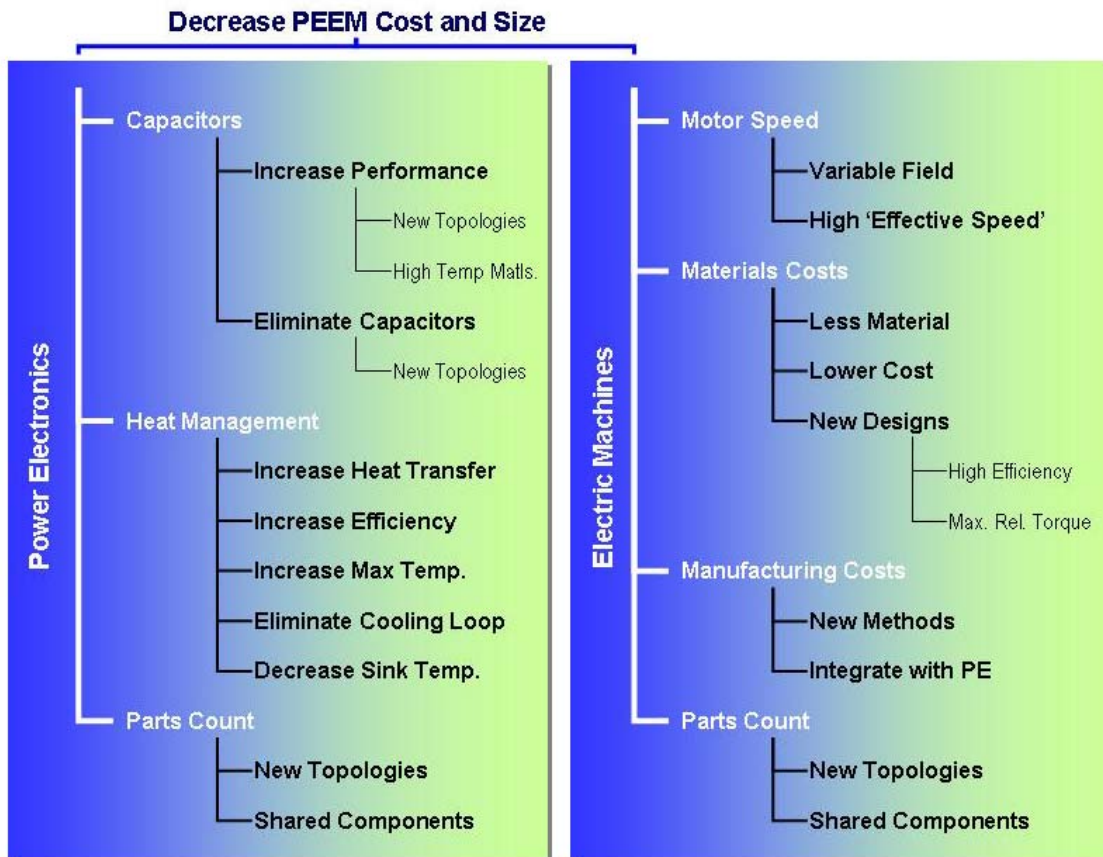 Decrease PEEM Cost and Size
Power Electronics
Capacitors
Increase Performance
New Topologies
High Temp Matls.
Eliminate Capacitors
New Topologies
Heat Management
Increase Heat Transfer
Increase Efficiency
Increase Max Temp.
Eliminate Cooling Loop
Decrease Sink Temp.
Parts Count
New Topologies
Shared Components
Electric Machines
Motor Speed
Variable Field
High ‘Effective Speed’
Materials Costs
Less Material
Lower Cost
New Designs
High Efficiency
Max. Rel. Torque
Manufacturing Costs
New Methods
Integrate with PE
Parts Count
New Topologies
Shared Components